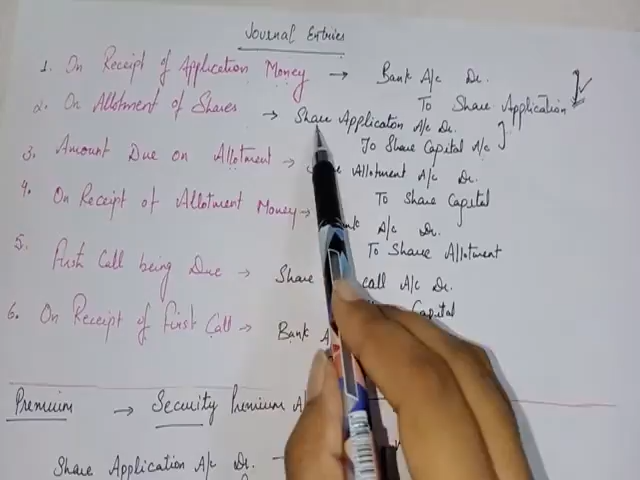 Journal Entries
1. On Receipt of Application Money → Bank A/c Dr.
To Share Application
2. On Allotment of Shares → Share Application A/c Dr.
To Share Capital A/c
3. Amount Due on Allotment → Allotment A/c Dr.
To Share Capital
4. On Receipt of Allotment Money → A/c Dr.
To Share Allotment
5. First Call being Due → Share call A/c Dr.
Capital
6. On Receipt of First Call → Bank A
Premium → Security Premium A/
Share Application A/c Dr.